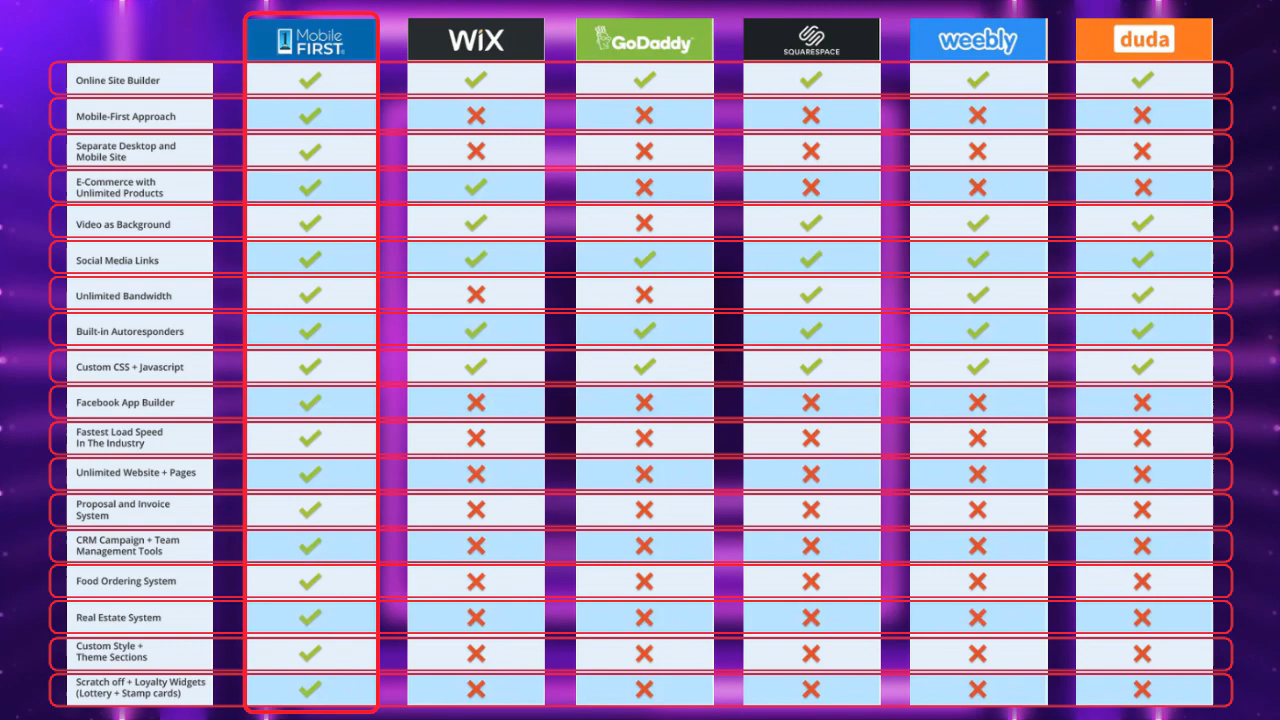 Mobile
FIRST
WiX
GoDaddy
SQUARESPACE
weebly
duda
Online Site Builder
Mobile-First Approach
Separate Desktop and
Mobile Site
E-Commerce with
Unlimited Products
Video as Background
Social Media Links
Unlimited Bandwidth
Built-in Autoresponders
Custom CSS + Javascript
Facebook App Builder
Fastest Load Speed
In The Industry
Unlimited Website + Pages
Proposal and Invoice
System
CRM Campaign + Team
Management Tools
Food Ordering System
Real Estate System
Custom Style +
Theme Sections
Scratch off + Loyalty Widgets
(Lottery + Stamp cards)